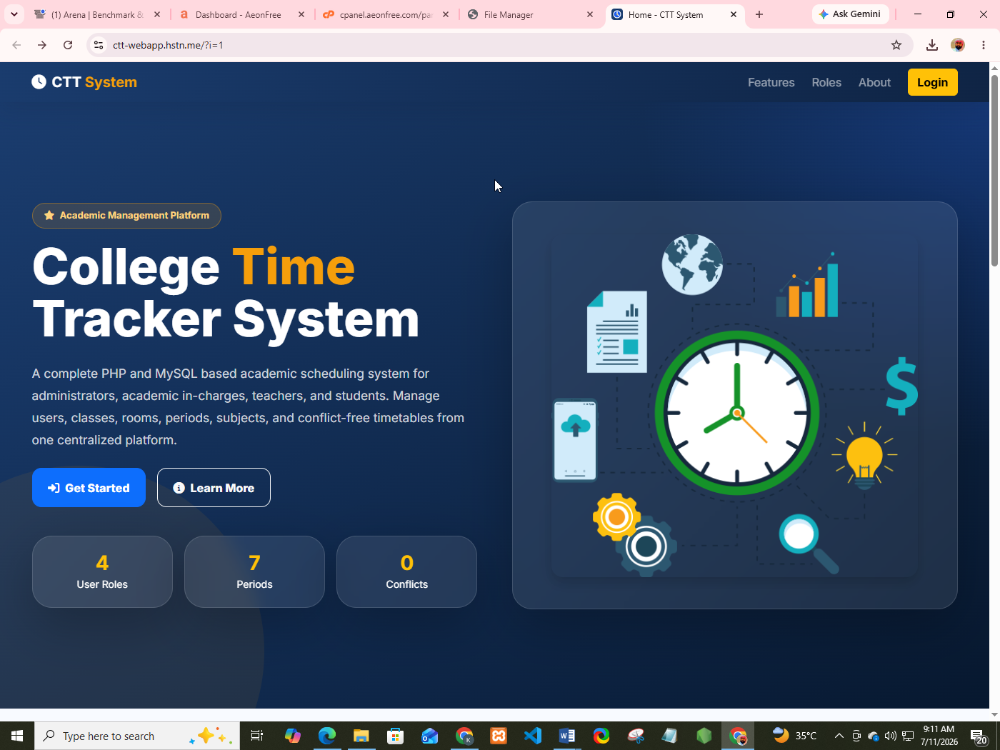 (1) Arena | Benchmark &
Dashboard - AeonFree
cpanel.aeonfree.com/pa
File Manager
Home - CTT System
Ask Gemini
ctt-webapp.hstn.me/?i=1
CTT System
Features
Roles
About
Login
Academic Management Platform
College Time
Tracker System
A complete PHP and MySQL based academic scheduling system for
administrators, academic in-charges, teachers, and students. Manage
users, classes, rooms, periods, subjects, and conflict-free timetables from
one centralized platform.
Get Started
Learn More
4
User Roles
7
Periods
0
Conflicts
$
Type here to search
35°C
9:11 AM
7/11/2026
20